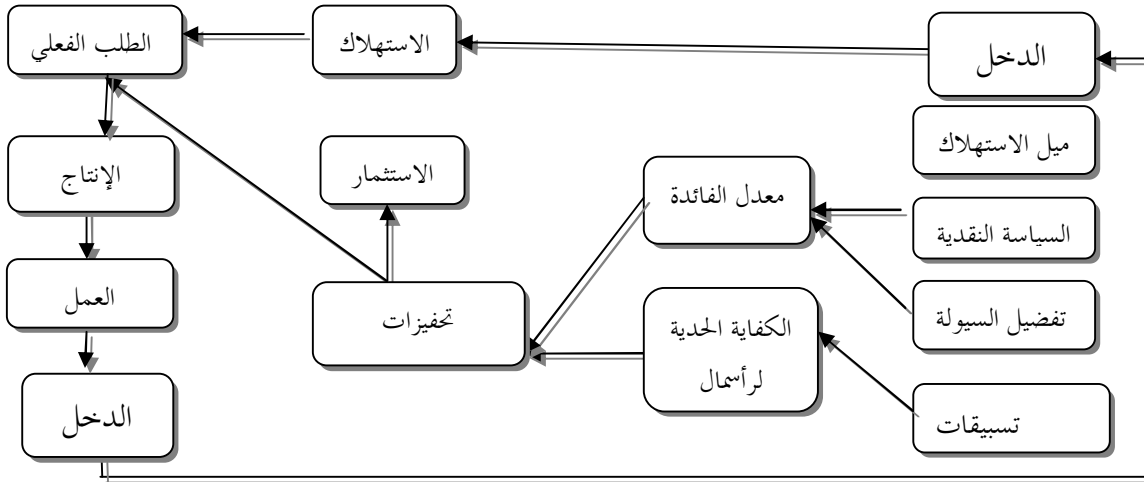 الدخل
الاستهلاك
الطلب الفعلي
ميل الاستهلاك
الاستثمار
الإنتاج
معدل الفائدة
السياسة النقدية
العمل
تحفيزات
الكفاية الحدية
لرأسمال
تفضيل السيولة
الدخل
تسبيقات